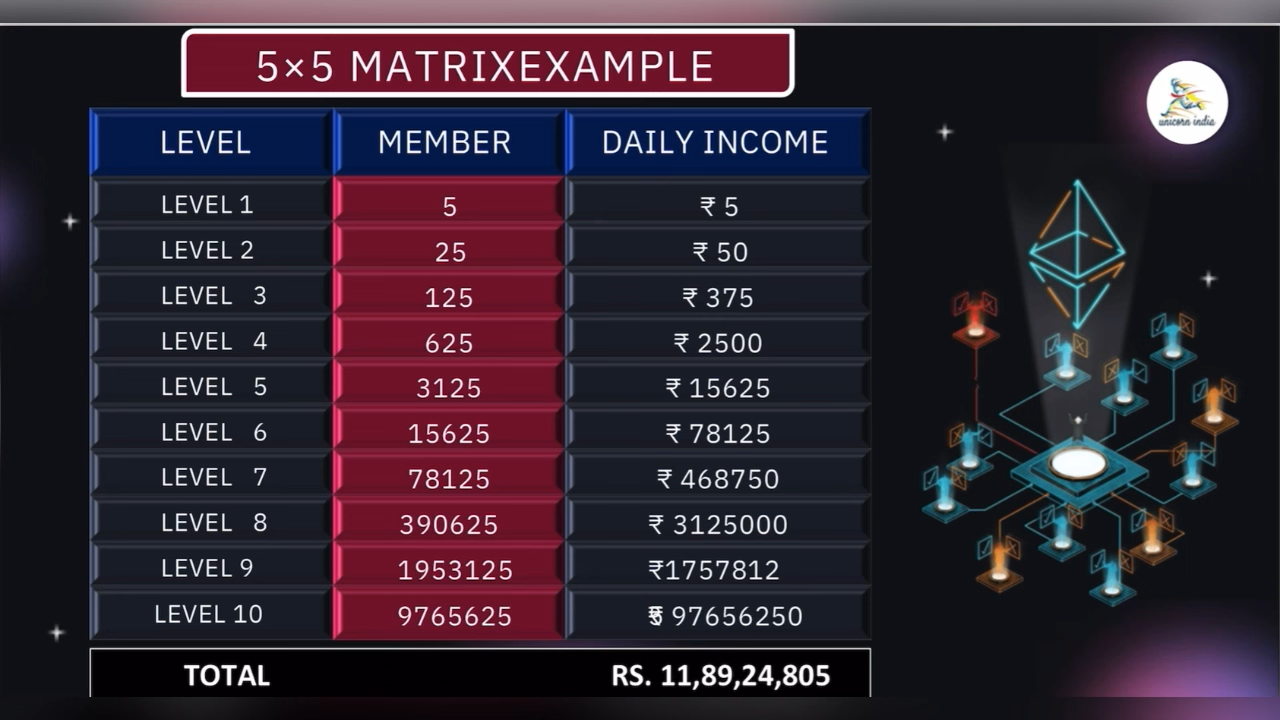 5×5 MATRIXEXAMPLE
unicorn india
LEVEL MEMBER DAILY INCOME
LEVEL 1 5 ₹ 5
LEVEL 2 25 ₹ 50
LEVEL 3 125 ₹ 375
LEVEL 4 625 ₹ 2500
LEVEL 5 3125 ₹ 15625
LEVEL 6 15625 ₹ 78125
LEVEL 7 78125 ₹ 468750
LEVEL 8 390625 ₹ 3125000
LEVEL 9 1953125 ₹1757812
LEVEL 10 9765625 ₹ 97656250
TOTAL RS. 11,89,24,805